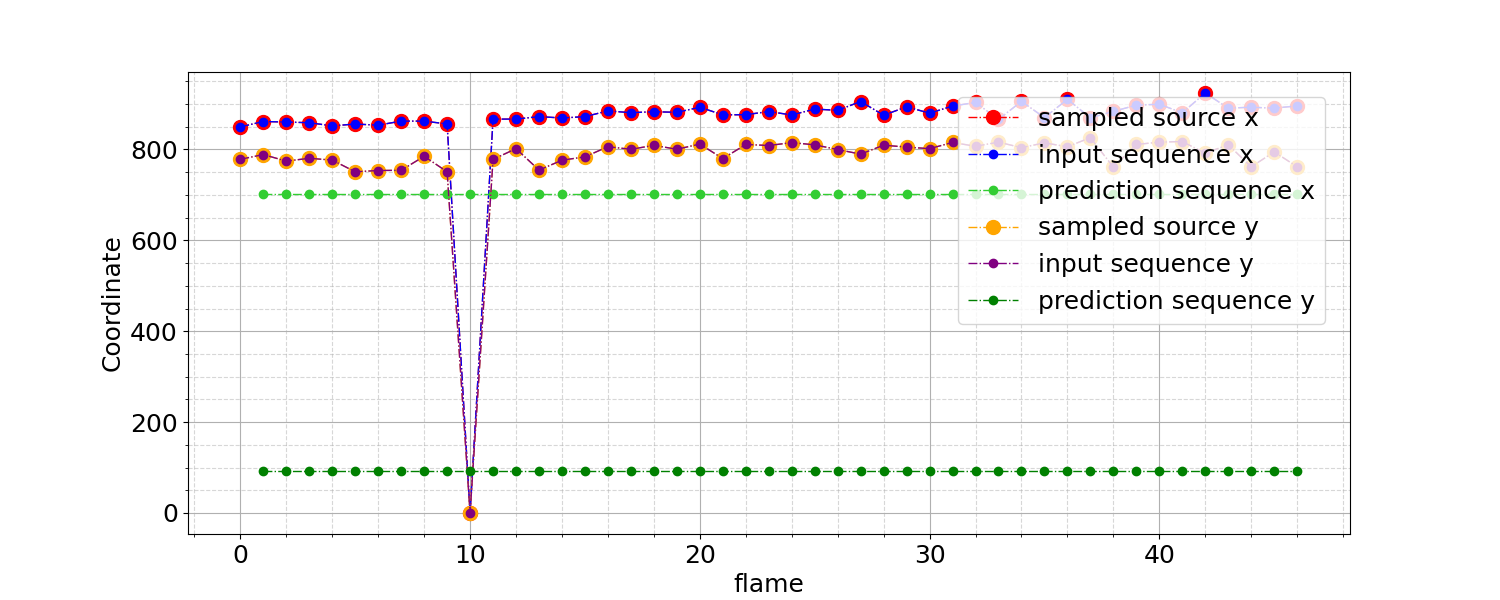 800
600
400
200
0
Coordinate
sampled source x
input sequence x
prediction sequence x
sampled source y
input sequence y
prediction sequence y
0 10 20 30 40
flame